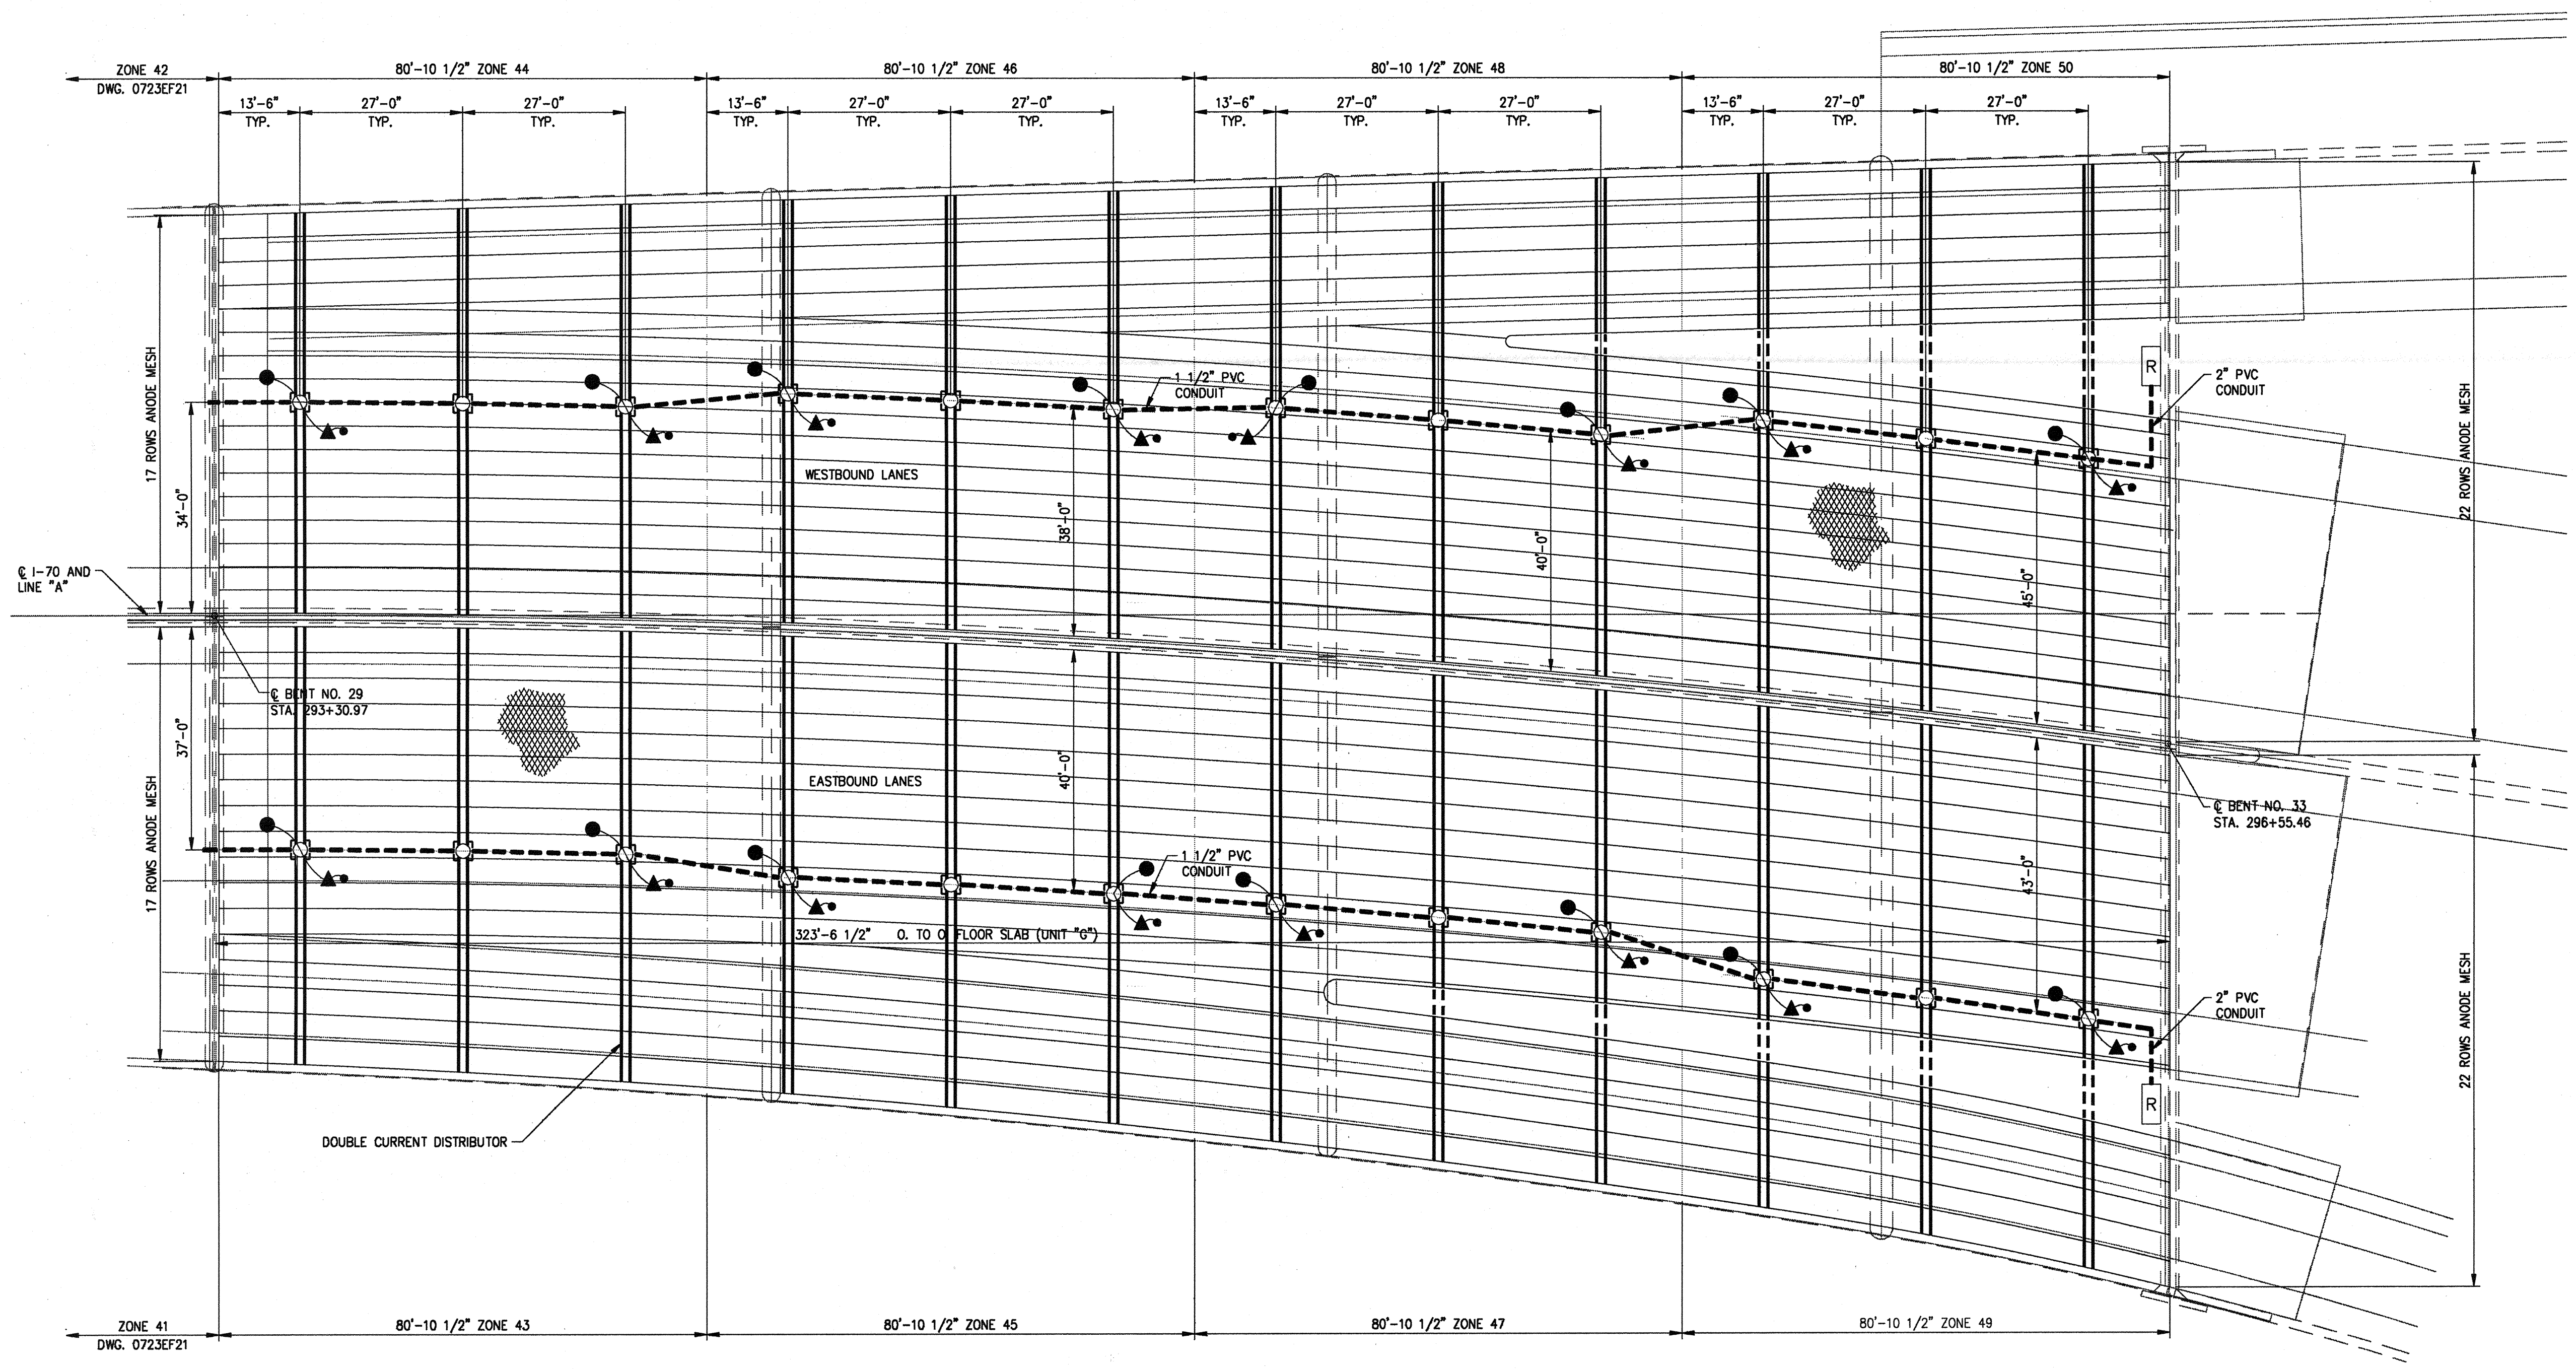 ZONE 42
DWG. 0723EF21
80'-10 1/2" ZONE 44
80'-10 1/2" ZONE 46
80'-10 1/2" ZONE 48
80'-10 1/2" ZONE 50
13'-6"
TYP.
27'-0"
TYP.
27'-0"
TYP.
13'-6"
TYP.
27'-0"
TYP.
27'-0"
TYP.
13'-6"
TYP.
27'-0"
TYP.
27'-0"
TYP.
13'-6"
TYP.
27'-0"
TYP.
27'-0"
TYP.
17 ROWS ANODE MESH
34'-0"
1 1/2" PVC
CONDUIT
R
2" PVC
CONDUIT
22 ROWS ANODE MESH
WESTBOUND LANES
38'-0"
40'-0"
45'-0"
℄ I-70 AND
LINE "A"
℄ BENT NO. 29
STA. 293+30.97
37'-0"
17 ROWS ANODE MESH
EASTBOUND LANES
40'-0"
43'-0"
℄ BENT NO. 33
STA. 296+55.46
1 1/2" PVC
CONDUIT
323'-6 1/2" O. TO O. FLOOR SLAB (UNIT "G")
2" PVC
CONDUIT
R
22 ROWS ANODE MESH
DOUBLE CURRENT DISTRIBUTOR
ZONE 41
DWG. 0723EF21
80'-10 1/2" ZONE 43
80'-10 1/2" ZONE 45
80'-10 1/2" ZONE 47
80'-10 1/2" ZONE 49